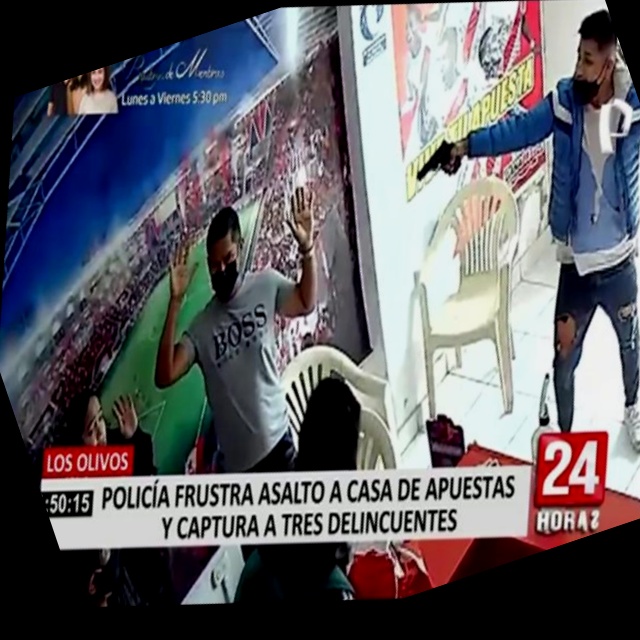 Lunes a Viernes 5:30 pm
APUESTA
BOSS
LOS OLIVOS
:50:15
POLICÍA FRUSTRA ASALTO A CASA DE APUESTAS
Y CAPTURA A TRES DELINCUENTES
24
HORAS